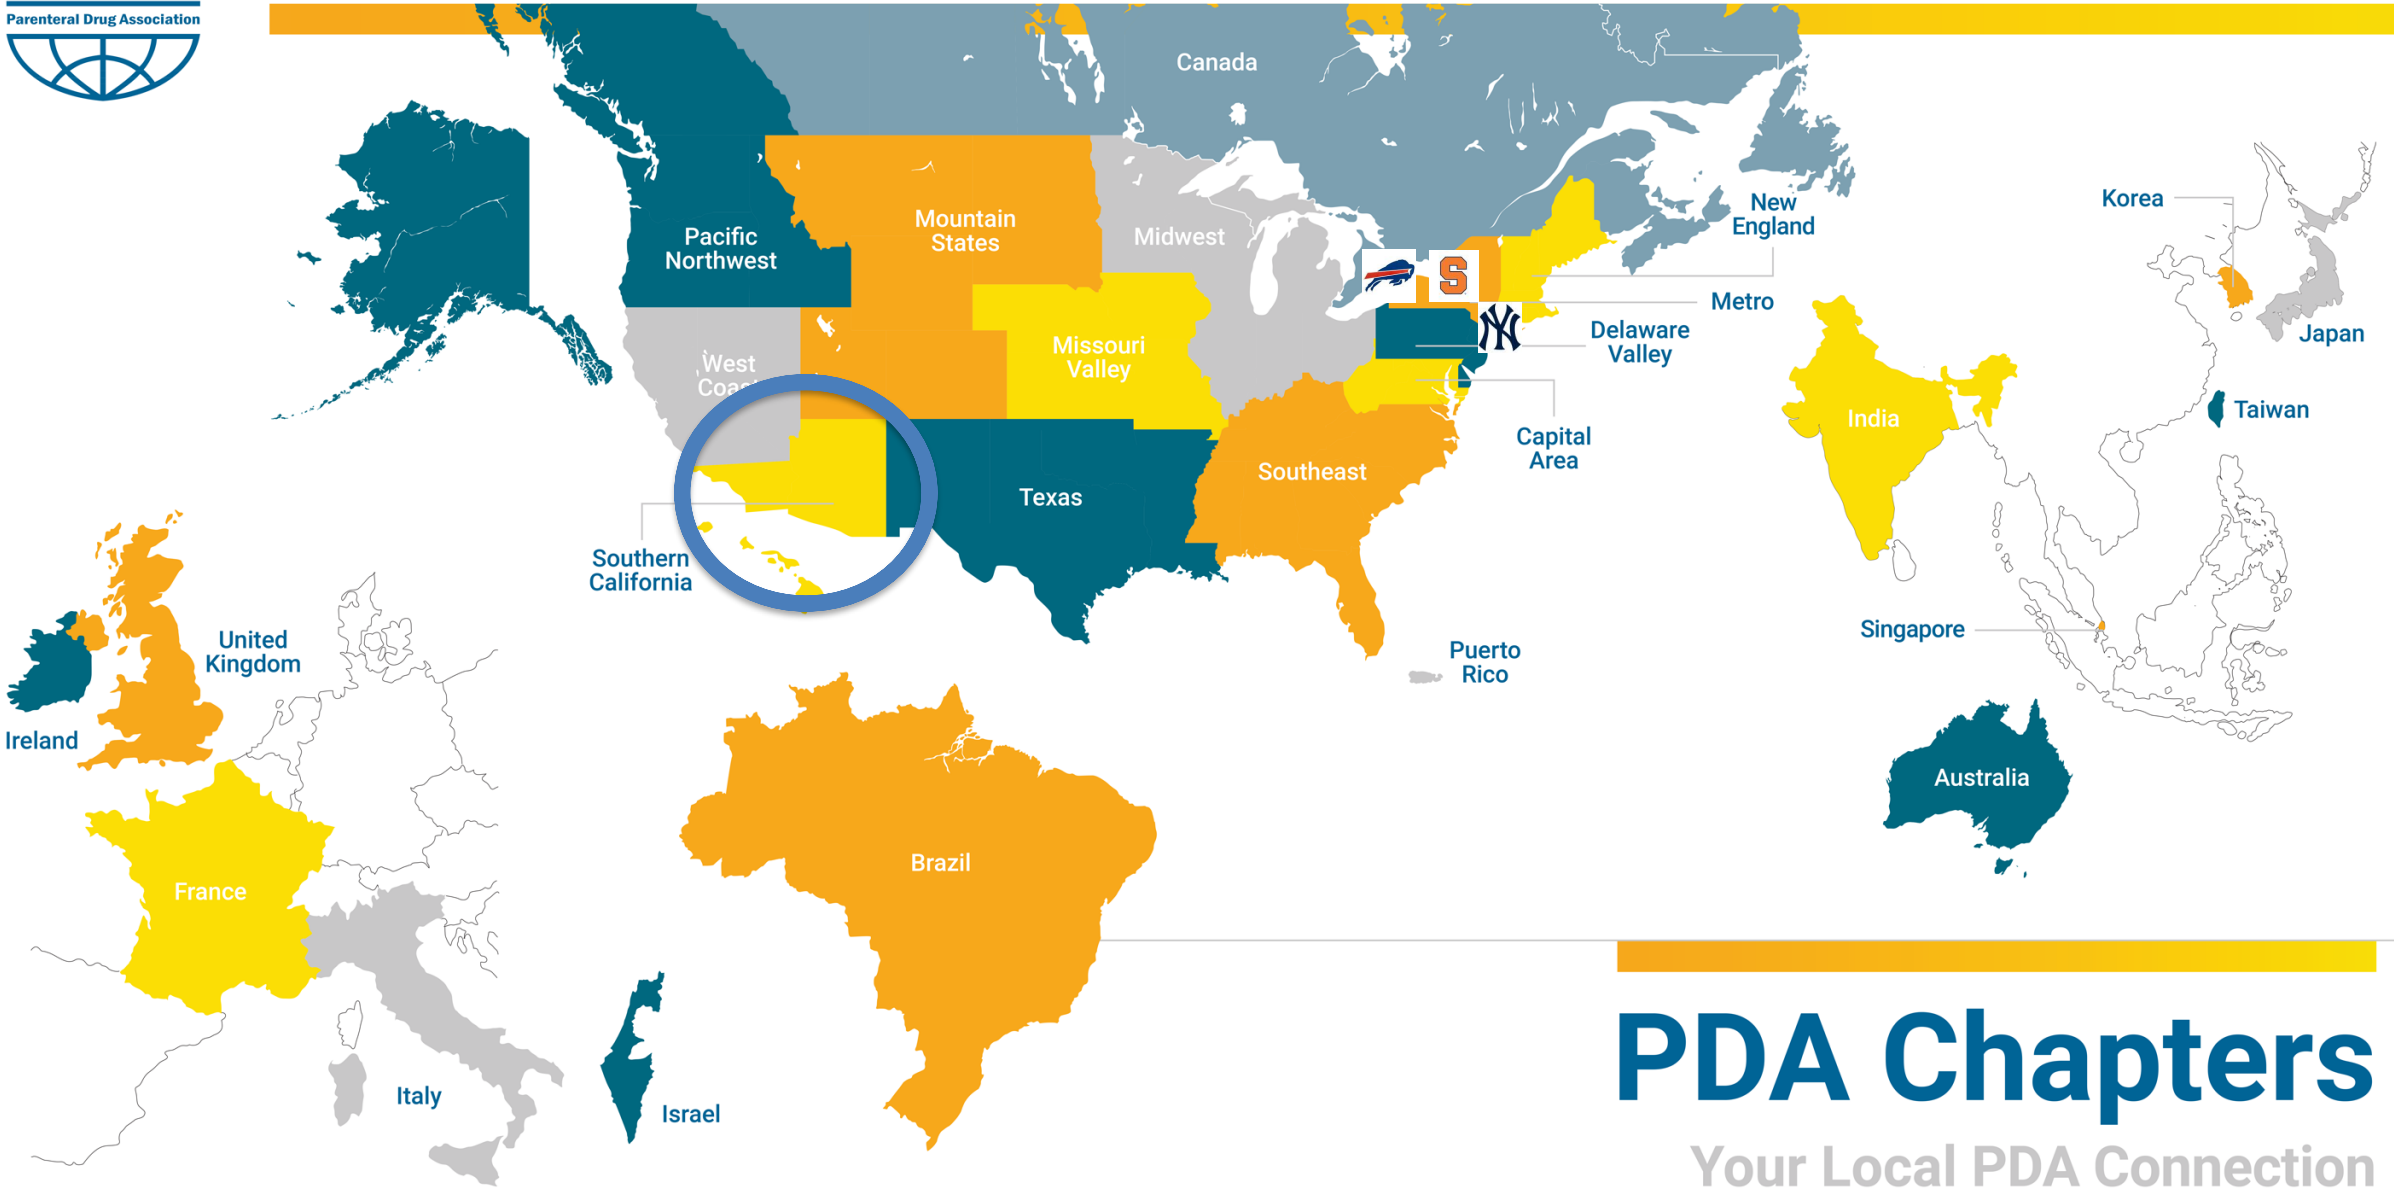 Parenteral Drug Association
Canada
New
England
Korea
Pacific
Northwest
Mountain
States
Midwest
S
Metro
NY
Delaware
Valley
Japan
West
Coas
Missouri
Valley
India
Taiwan
Capital
Area
Southeast
Texas
Southern
California
Singapore
United
Kingdom
Puerto
Rico
Ireland
Australia
Brazil
France
Italy
Israel
PDA Chapters
Your Local PDA Connection